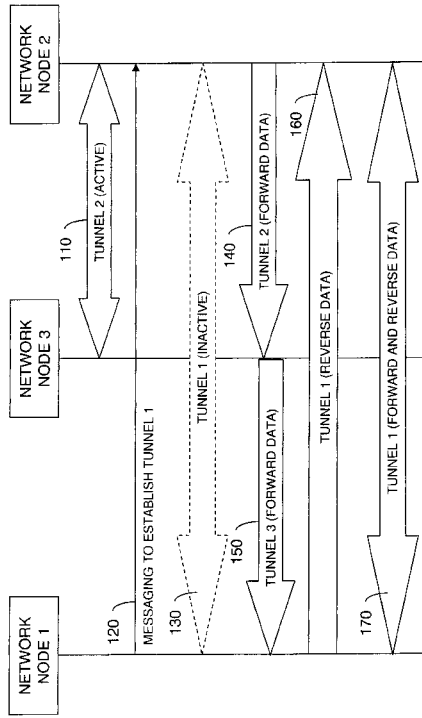 NETWORK
NODE 1
NETWORK
NODE 3
NETWORK
NODE 2
110
TUNNEL 2 (ACTIVE)
120
MESSAGING TO ESTABLISH TUNNEL 1
130
TUNNEL 1 (INACTIVE)
140
TUNNEL 2 (FORWARD DATA)
150
TUNNEL 3 (FORWARD DATA)
160
TUNNEL 1 (REVERSE DATA)
170
TUNNEL 1 (FORWARD AND REVERSE DATA)